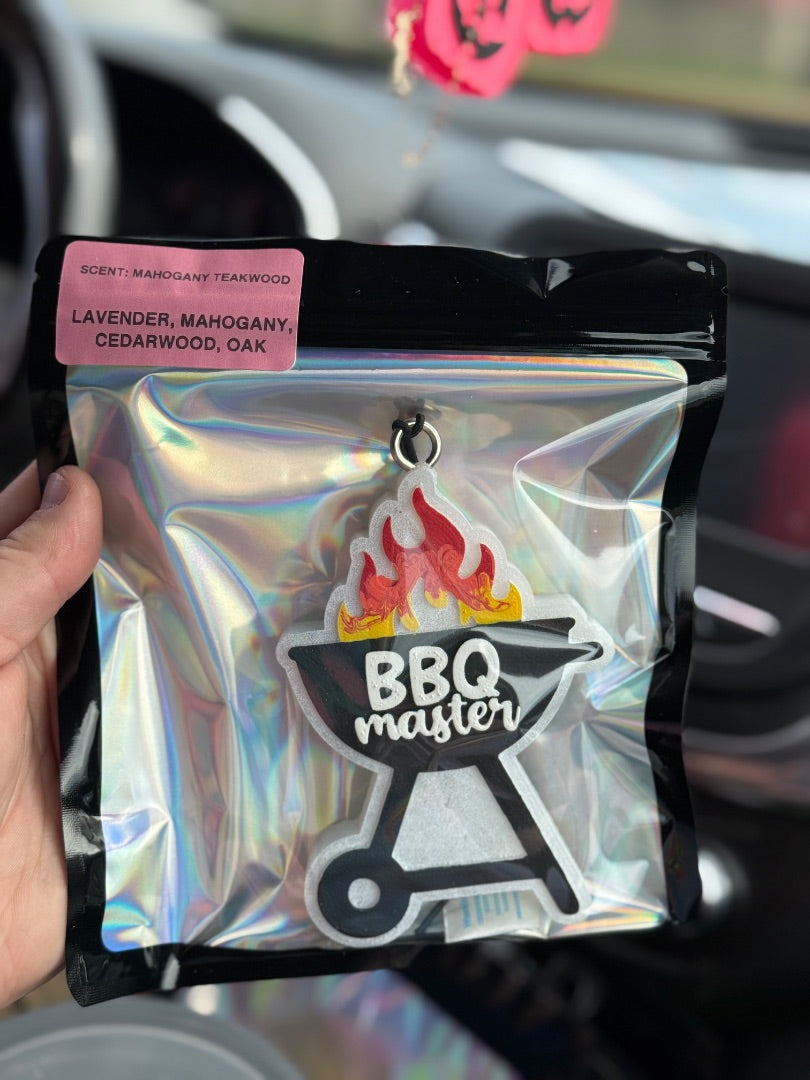 SCENT: MAHOGANY TEAKWOOD
LAVENDER, MAHOGANY,
CEDARWOOD, OAK
BBQ
master